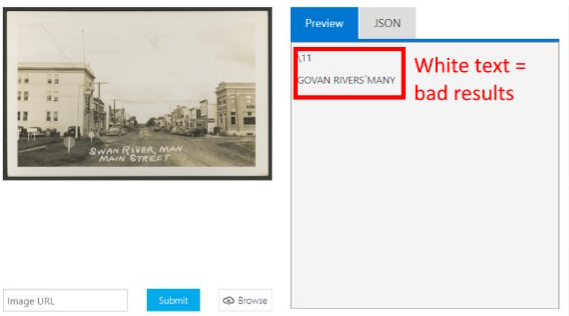 Preview JSON
\11
GOVAN RIVERS`MANY
White text =
bad results
SWAN RIVER, MAN.
MAIN STREET
Image URL
Submit
Browse